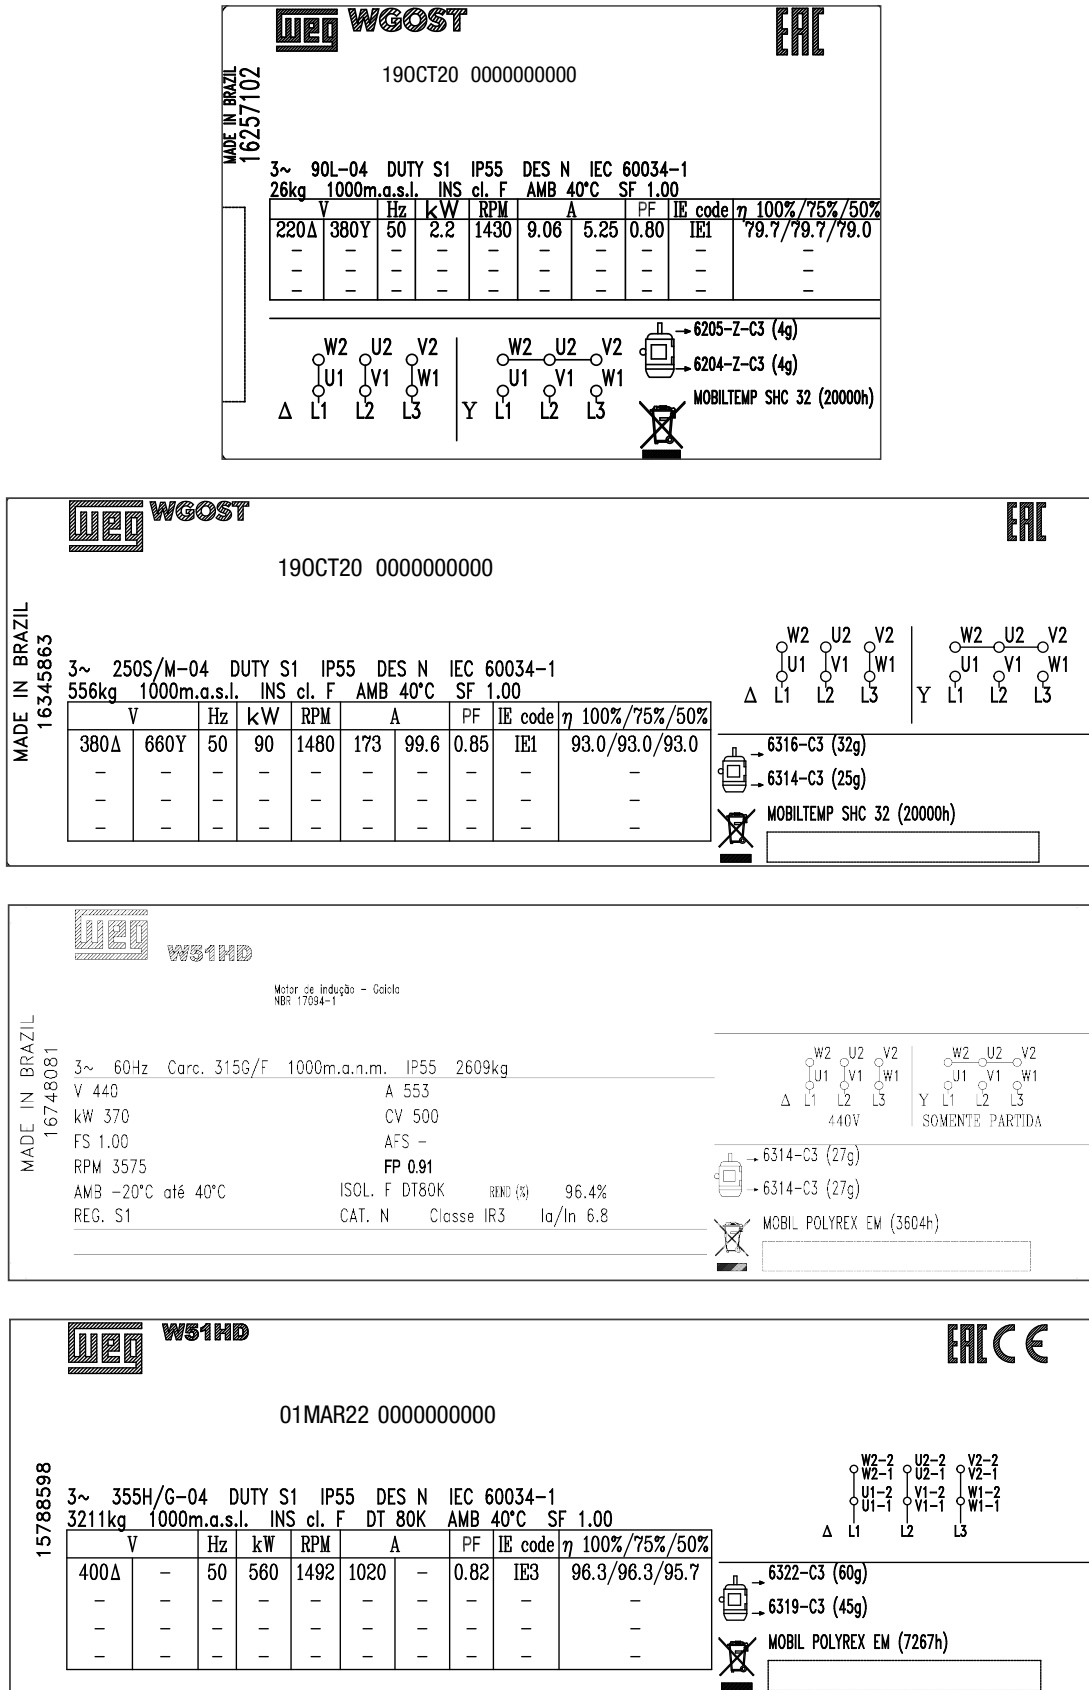 WEG WGOST EAC
19OCT20 0000000000
MADE IN BRAZIL
16257102
3~ 90L-04 DUTY S1 IP55 DES N IEC 60034-1
26kg 1000m.a.s.l. INS cl. F AMB 40°C SF 1.00
V Hz kW RPM A PF IE code η 100%/75%/50%
220Δ 380Y 50 2.2 1430 9.06 5.25 0.80 IE1 79.7/79.7/79.0
– – – – – – – – – –
– – – – – – – – – –
– – – – – – – – – –
W2 U2 V2 W2 U2 V2
U1 V1 W1 U1 V1 W1
Δ L1 L2 L3 Y L1 L2 L3
6205-Z-C3 (4g)
6204-Z-C3 (4g)
MOBILTEMP SHC 32 (20000h)
WEG WGOST EAC
19OCT20 0000000000
MADE IN BRAZIL
16345863
3~ 250S/M-04 DUTY S1 IP55 DES N IEC 60034-1
556kg 1000m.a.s.l. INS cl. F AMB 40°C SF 1.00
V Hz kW RPM A PF IE code η 100%/75%/50%
380Δ 660Y 50 90 1480 173 99.6 0.85 IE1 93.0/93.0/93.0
– – – – – – – – – –
– – – – – – – – – –
– – – – – – – – – –
W2 U2 V2 W2 U2 V2
U1 V1 W1 U1 V1 W1
Δ L1 L2 L3 Y L1 L2 L3
6316-C3 (32g)
6314-C3 (25g)
MOBILTEMP SHC 32 (20000h)
WEG W51HD
Motor de indução - Gaiola
NBR 17094-1
MADE IN BRAZIL
16748081
3~ 60Hz Carc. 315G/F 1000m.a.n.m. IP55 2609kg
V 440 A 553
kW 370 CV 500
FS 1.00 AFS -
RPM 3575 FP 0.91
AMB -20°C até 40°C ISOL. F DT80K REND (%) 96.4%
REG. S1 CAT. N Classe IR3 Ia/In 6.8
W2 U2 V2 W2 U2 V2
U1 V1 W1 U1 V1 W1
Δ L1 L2 L3 Y L1 L2 L3
440V SOMENTE PARTIDA
6314-C3 (27g)
6314-C3 (27g)
MOBIL POLYREX EM (3604h)
WEG W51HD EAC CE
01MAR22 0000000000
15788598
3~ 355H/G-04 DUTY S1 IP55 DES N IEC 60034-1
3211kg 1000m.a.s.l. INS cl. F DT 80K AMB 40°C SF 1.00
V Hz kW RPM A PF IE code η 100%/75%/50%
400Δ – 50 560 1492 1020 – 0.82 IE3 96.3/96.3/95.7
– – – – – – – – – –
– – – – – – – – – –
– – – – – – – – – –
W2-2 U2-2 V2-2
W2-1 U2-1 V2-1
U1-2 V1-2 W1-2
U1-1 V1-1 W1-1
Δ L1 L2 L3
6322-C3 (60g)
6319-C3 (45g)
MOBIL POLYREX EM (7267h)